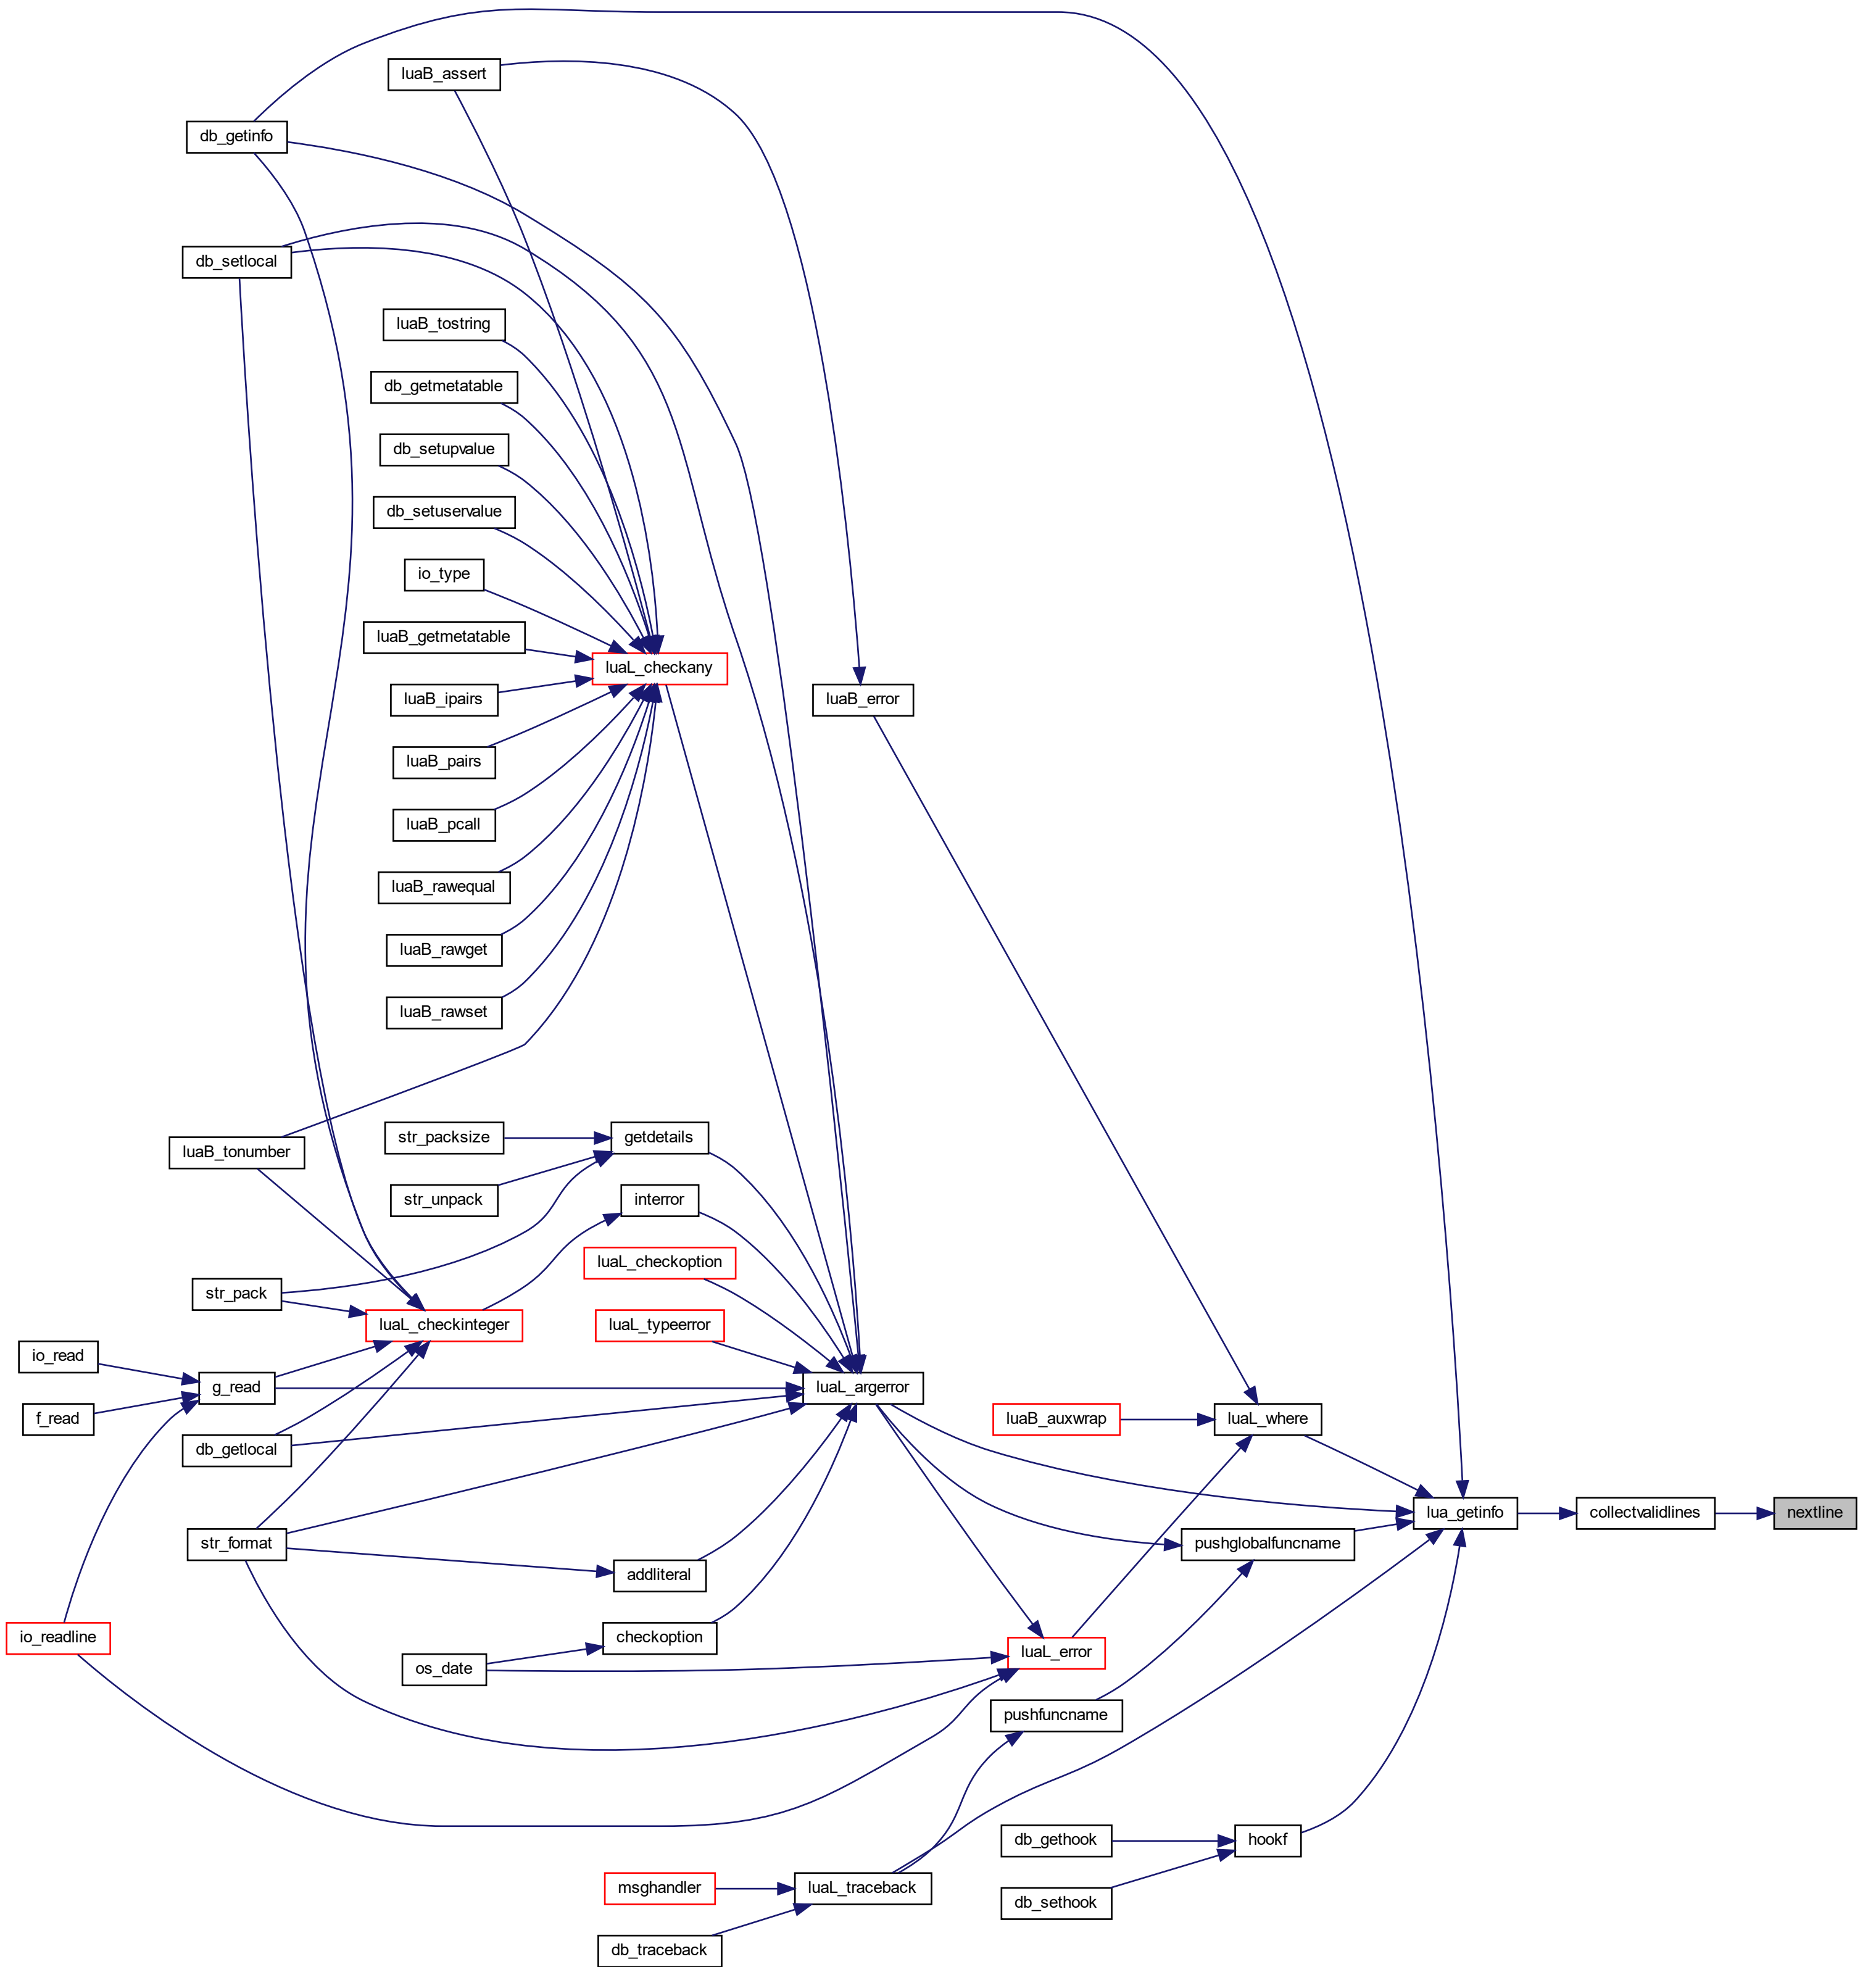 luaB_assert
db_getinfo
db_setlocal
luaB_tostring
db_getmetatable
db_setupvalue
db_setuservalue
io_type
luaB_getmetatable
luaL_checkany
luaB_ipairs
luaB_error
luaB_pairs
luaB_pcall
luaB_rawequal
luaB_rawget
luaB_rawset
str_packsize
getdetails
luaB_tonumber
str_unpack
interror
luaL_checkoption
str_pack
luaL_checkinteger
luaL_typeerror
io_read
g_read
luaL_argerror
f_read
luaB_auxwrap
luaL_where
db_getlocal
lua_getinfo
collectvalidlines
nextline
str_format
pushglobalfuncname
addliteral
io_readline
checkoption
luaL_error
os_date
pushfuncname
db_gethook
hookf
msghandler
luaL_traceback
db_sethook
db_traceback